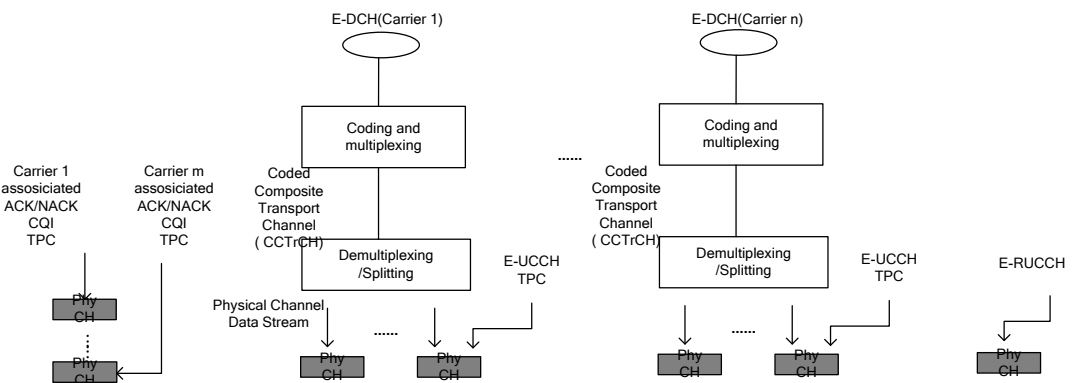 E-DCH(Carrier 1)
E-DCH(Carrier n)
Coding and
multiplexing
Coding and
multiplexing
......
Carrier 1
assosiciated
ACK/NACK
CQI
TPC
Carrier m
assosiciated
ACK/NACK
CQI
TPC
Coded
Composite
Transport
Channel
( CCTrCH)
Coded
Composite
Transport
Channel
( CCTrCH)
Demultiplexing
/Splitting
Demultiplexing
/Splitting
E-UCCH
TPC
E-UCCH
TPC
E-RUCCH
Physical Channel
Data Stream
......
......
Phy
CH
......
Phy
CH
Phy
CH
Phy
CH
Phy
CH
Phy
CH
Phy
CH